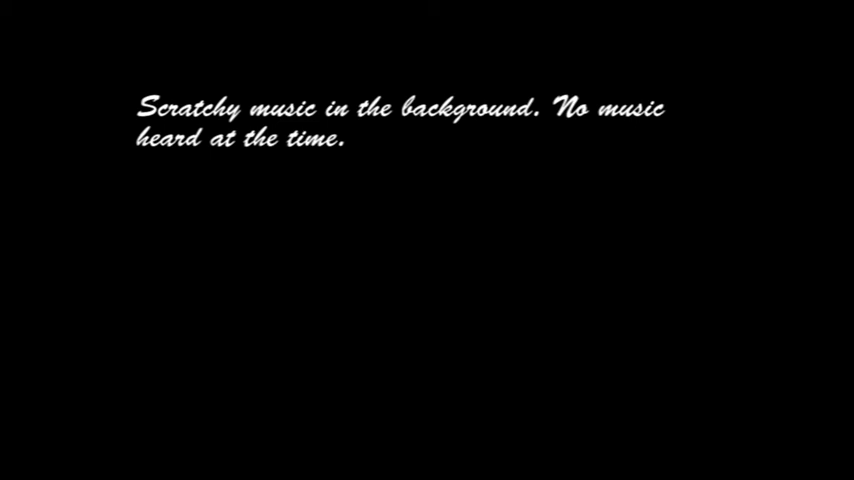 Scratchy music in the background. No music
heard at the time.